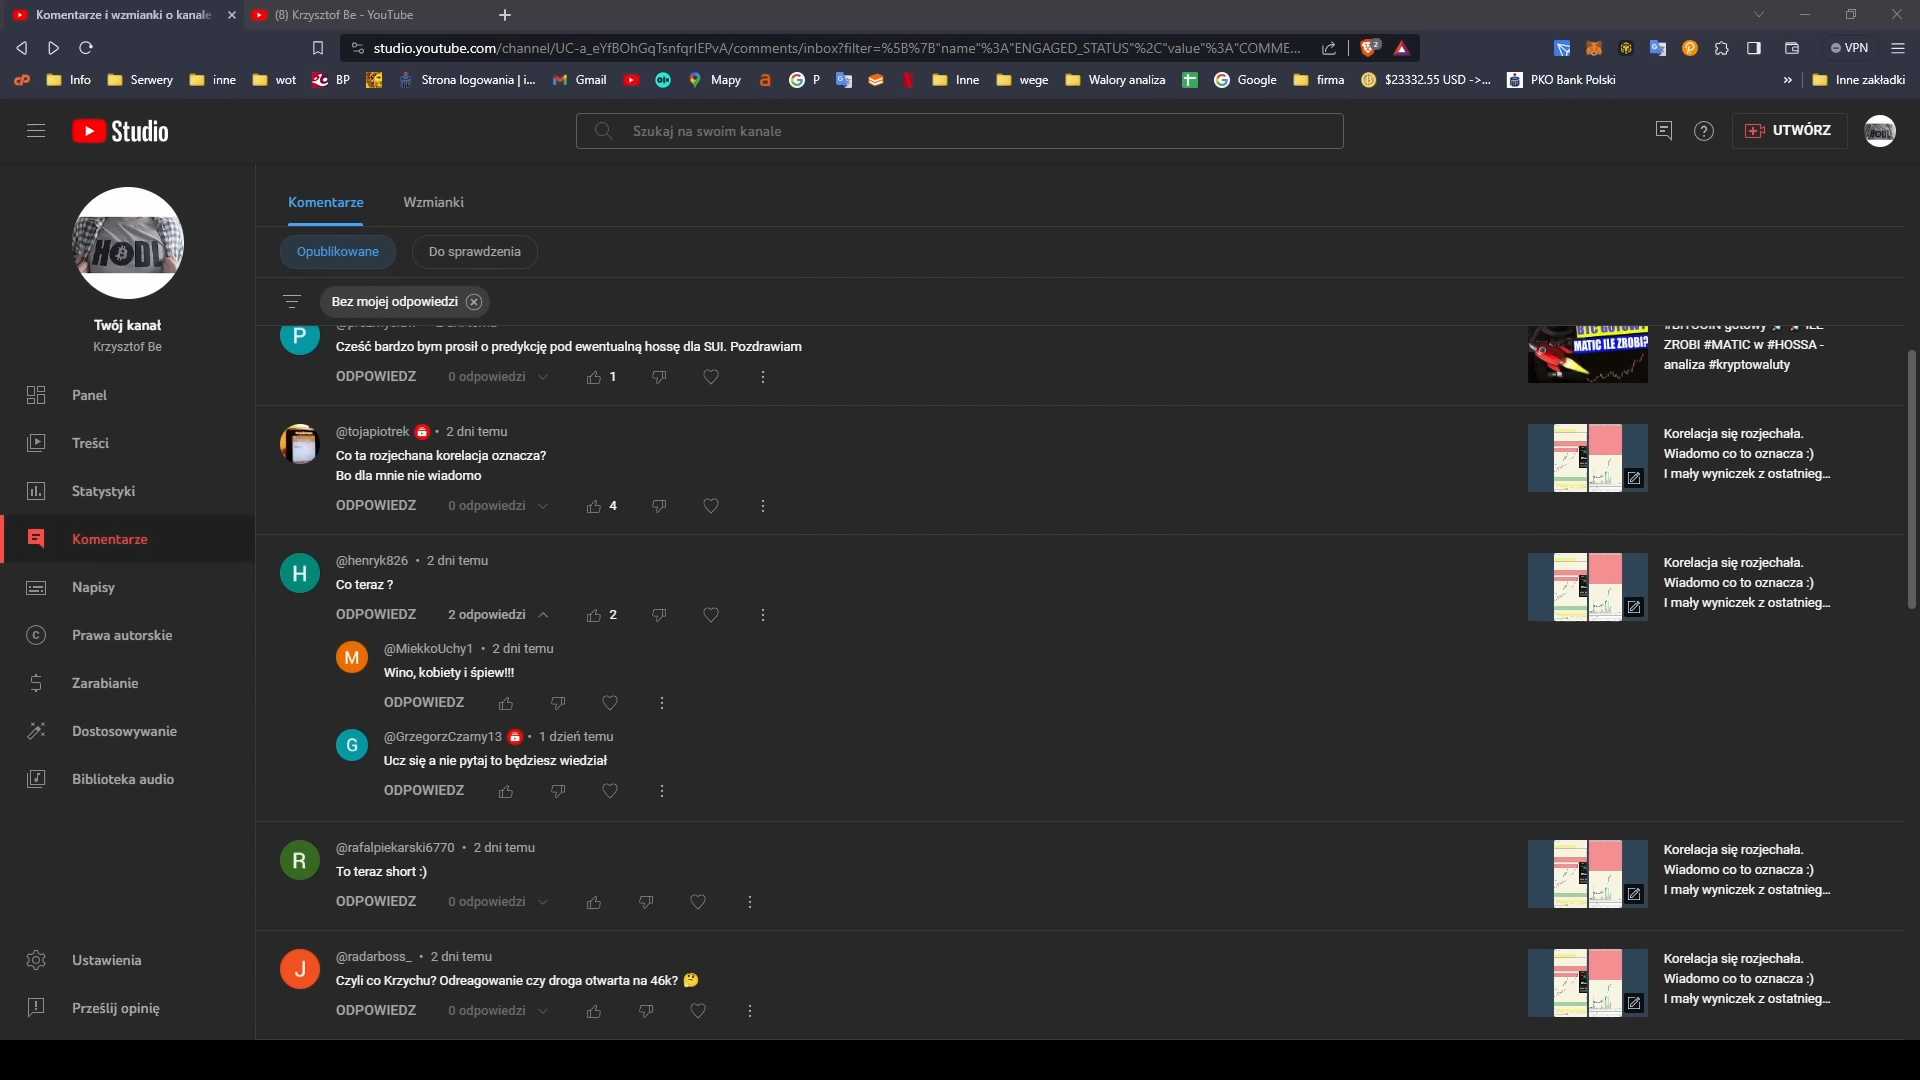 Komentarze i wzmianki o kanale
(8) Krzysztof Be - YouTube
studio.youtube.com/channel/UC-a_eYfBOhGqTsnfqrIEPvA/comments/inbox?filter=%5B%7B"name"%3A"ENGAGED_STATUS"%2C"value"%3A"COMME...
2
VPN
Info
Serwery
inne
wot
BP
Strona logowania | i...
Gmail
Mapy
P
Inne
wege
Walory analiza
Google
firma
$23332.55 USD ->...
PKO Bank Polski
»
Inne zakładki
Studio
Szukaj na swoim kanale
UTWÓRZ
HODL
Twój kanał
Krzysztof Be
Panel
Treści
Statystyki
Komentarze
Napisy
Prawa autorskie
Zarabianie
Dostosowywanie
Biblioteka audio
Ustawienia
Prześlij opinię
Komentarze
Wzmianki
Opublikowane
Do sprawdzenia
Bez mojej odpowiedzi
P
Cześć bardzo bym prosił o predykcję pod ewentualną hossę dla SUI. Pozdrawiam
ODPOWIEDZ
0 odpowiedzi
1
BTC GOTOWY
MATIC ILE ZROBI?
#BITCOIN gotowy 🚀 🚀 ILE
ZROBI #MATIC w #HOSSA -
analiza #kryptowaluty
@tojapiotrek • 2 dni temu
Co ta rozjechana korelacja oznacza?
Bo dla mnie nie wiadomo
ODPOWIEDZ
0 odpowiedzi
4
Korelacja się rozjechała.
Wiadomo co to oznacza :)
I mały wyniczek z ostatnieg...
H
@henryk826 • 2 dni temu
Co teraz ?
ODPOWIEDZ
2 odpowiedzi
2
Korelacja się rozjechała.
Wiadomo co to oznacza :)
I mały wyniczek z ostatnieg...
M
@MiekkoUchy1 • 2 dni temu
Wino, kobiety i śpiew!!!
ODPOWIEDZ
G
@GrzegorzCzarny13 • 1 dzień temu
Ucz się a nie pytaj to będziesz wiedział
ODPOWIEDZ
R
@rafalpiekarski6770 • 2 dni temu
To teraz short :)
ODPOWIEDZ
0 odpowiedzi
Korelacja się rozjechała.
Wiadomo co to oznacza :)
I mały wyniczek z ostatnieg...
J
@radarboss_ • 2 dni temu
Czyli co Krzychu? Odreagowanie czy droga otwarta na 46k? 🤔
ODPOWIEDZ
0 odpowiedzi
Korelacja się rozjechała.
Wiadomo co to oznacza :)
I mały wyniczek z ostatnieg...